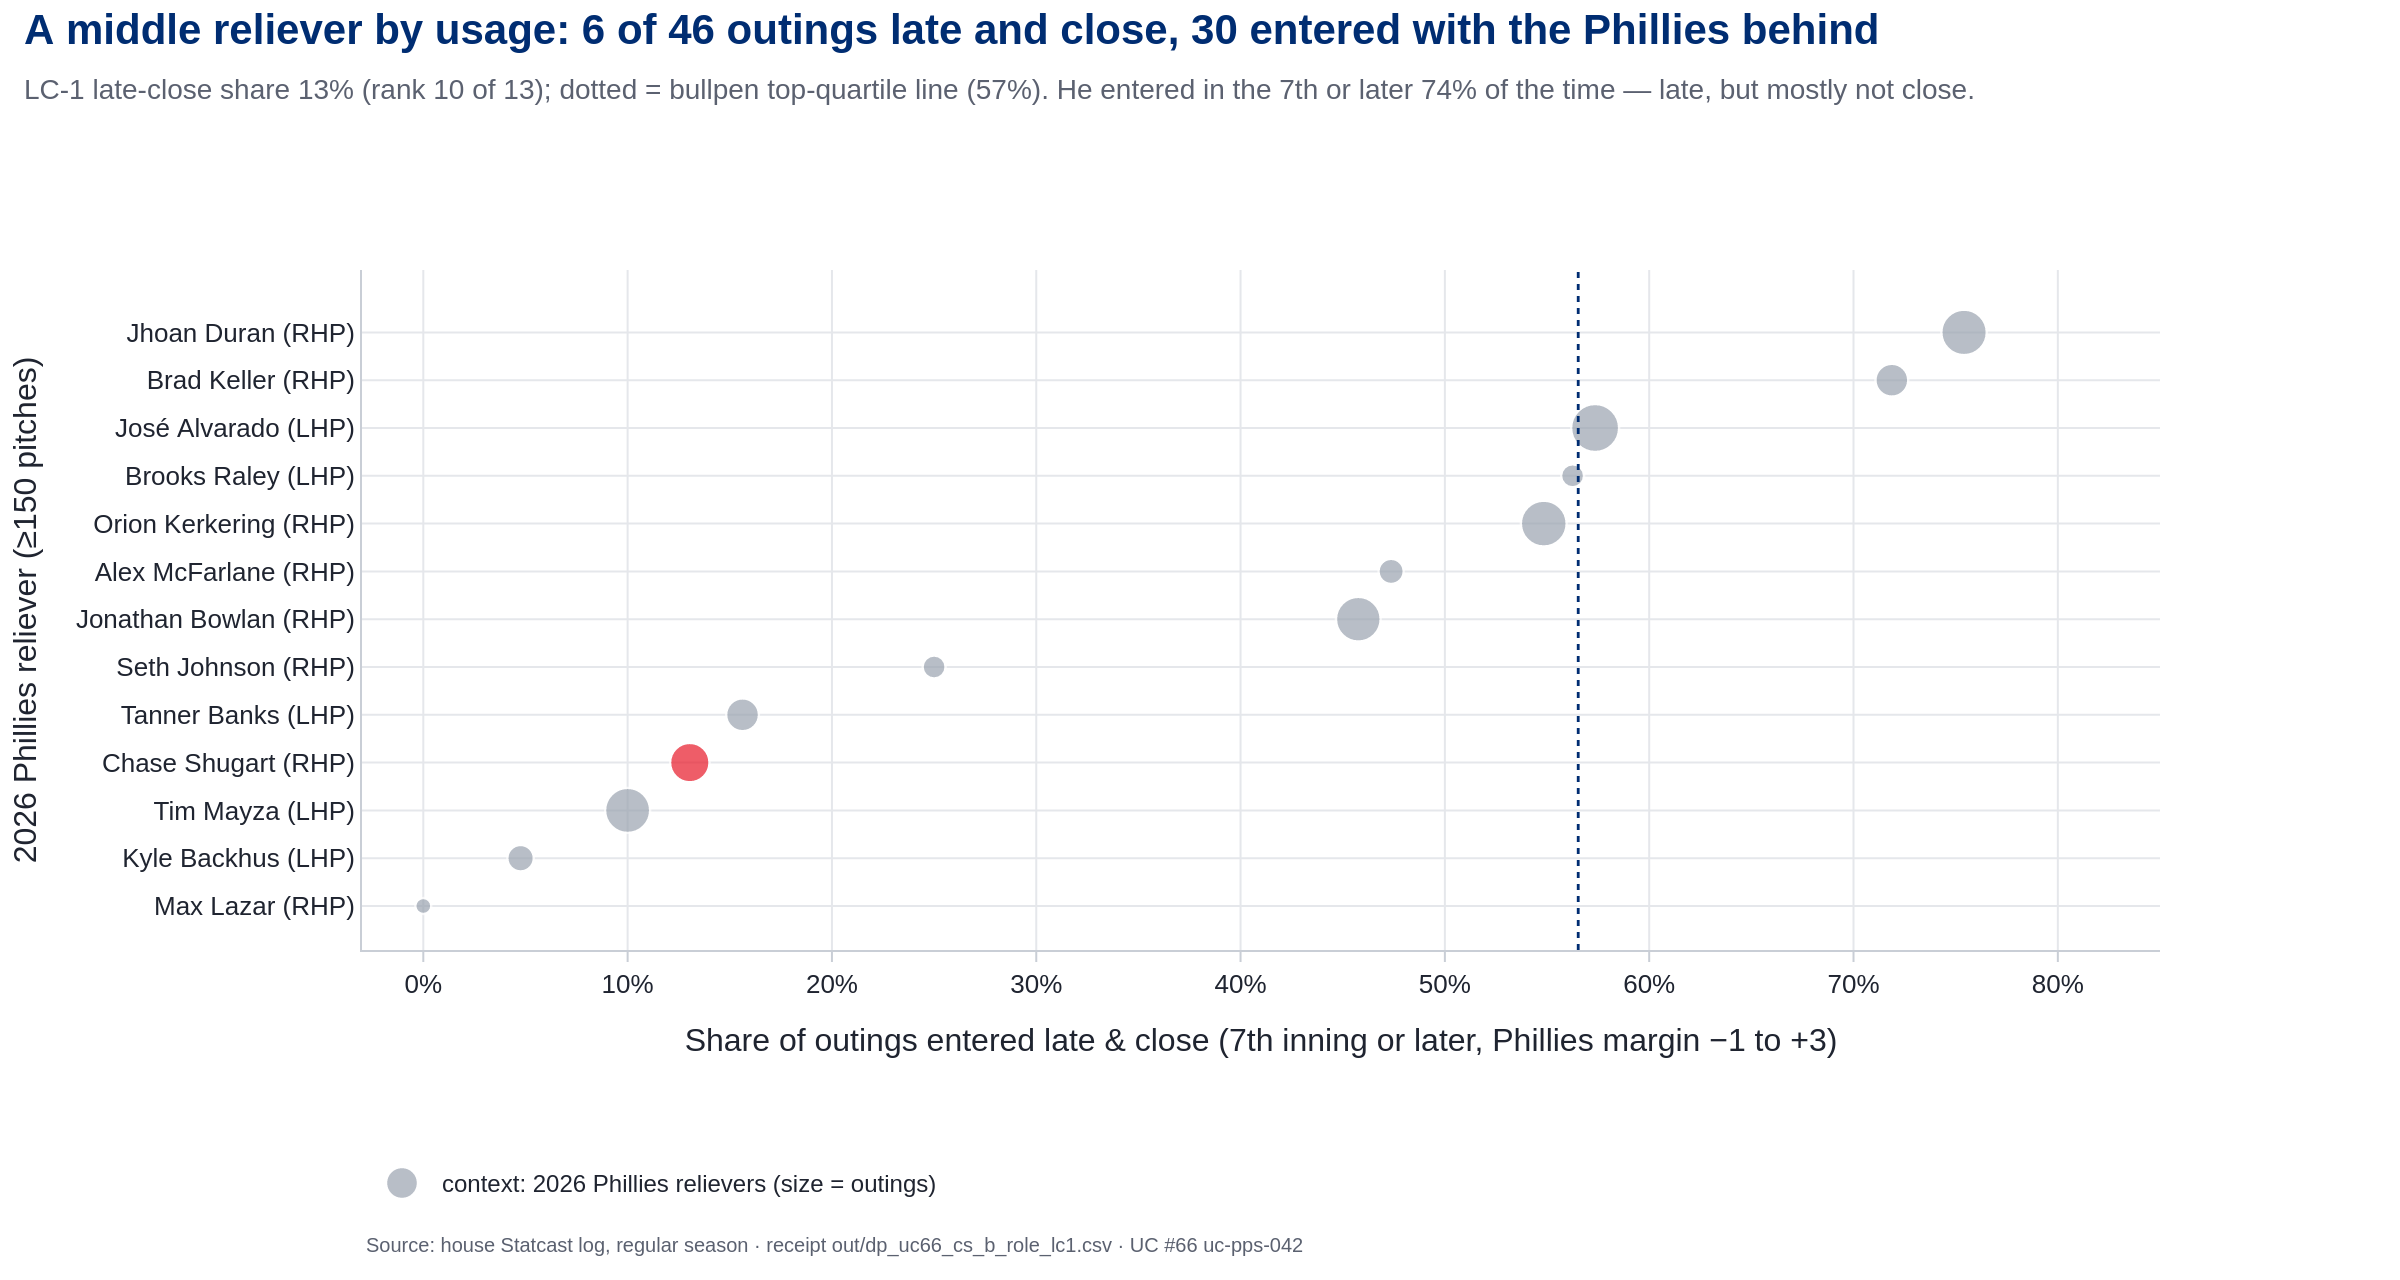 A middle reliever by usage: 6 of 46 outings late and close, 30 entered with the Phillies behind
LC-1 late-close share 13% (rank 10 of 13); dotted = bullpen top-quartile line (57%). He entered in the 7th or later 74% of the time — late, but mostly not close.
2026 Phillies reliever (≥150 pitches)
Jhoan Duran (RHP)
Brad Keller (RHP)
José Alvarado (LHP)
Brooks Raley (LHP)
Orion Kerkering (RHP)
Alex McFarlane (RHP)
Jonathan Bowlan (RHP)
Seth Johnson (RHP)
Tanner Banks (LHP)
Chase Shugart (RHP)
Tim Mayza (LHP)
Kyle Backhus (LHP)
Max Lazar (RHP)
0% 10% 20% 30% 40% 50% 60% 70% 80%
Share of outings entered late & close (7th inning or later, Phillies margin −1 to +3)
context: 2026 Phillies relievers (size = outings)
Source: house Statcast log, regular season · receipt out/dp_uc66_cs_b_role_lc1.csv · UC #66 uc-pps-042